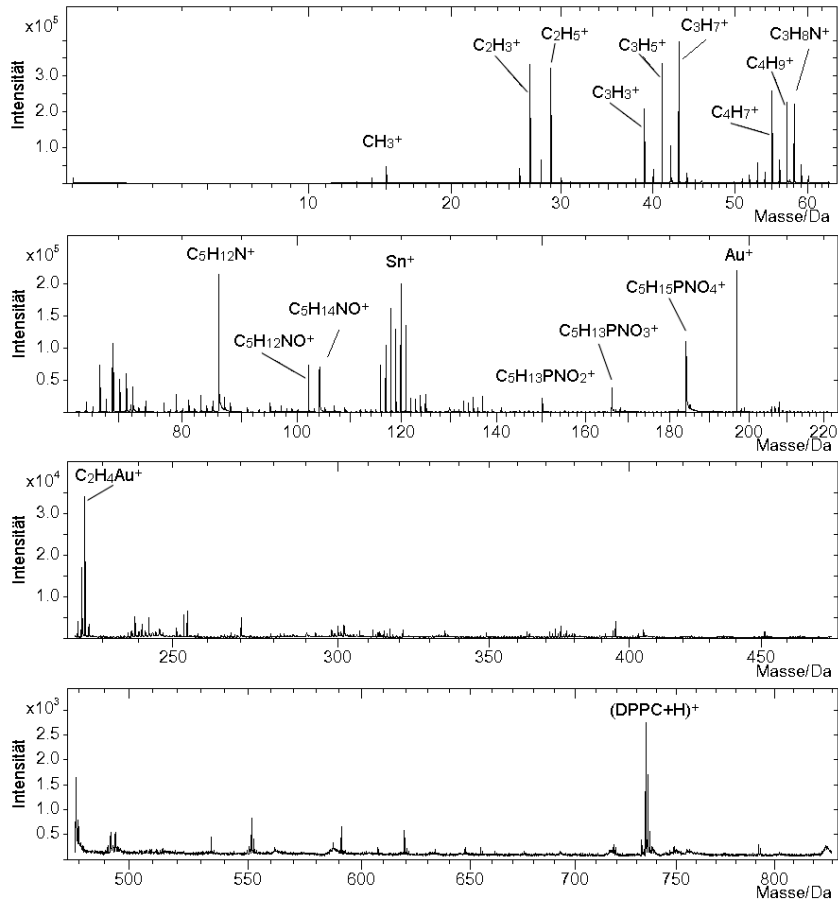 x10⁵
Intensität
3.0
2.0
1.0
CH₃⁺
C₂H₃⁺
C₂H₅⁺
C₃H₃⁺
C₃H₅⁺
C₃H₇⁺
C₄H₇⁺
C₄H₉⁺
C₃H₈N⁺
10 20 30 40 50 60
Masse/Da
x10⁵
Intensität
2.0
1.5
1.0
0.5
C₅H₁₂N⁺
C₅H₁₂NO⁺
C₅H₁₄NO⁺
Sn⁺
C₅H₁₃PNO₂⁺
C₅H₁₃PNO₃⁺
C₅H₁₅PNO₄⁺
Au⁺
80 100 120 140 160 180 200 220
Masse/Da
x10⁴
Intensität
3.0
2.0
1.0
C₂H₄Au⁺
250 300 350 400 450
Masse/Da
x10³
Intensität
2.5
2.0
1.5
1.0
0.5
(DPPC+H)⁺
500 550 600 650 700 750 800
Masse/Da